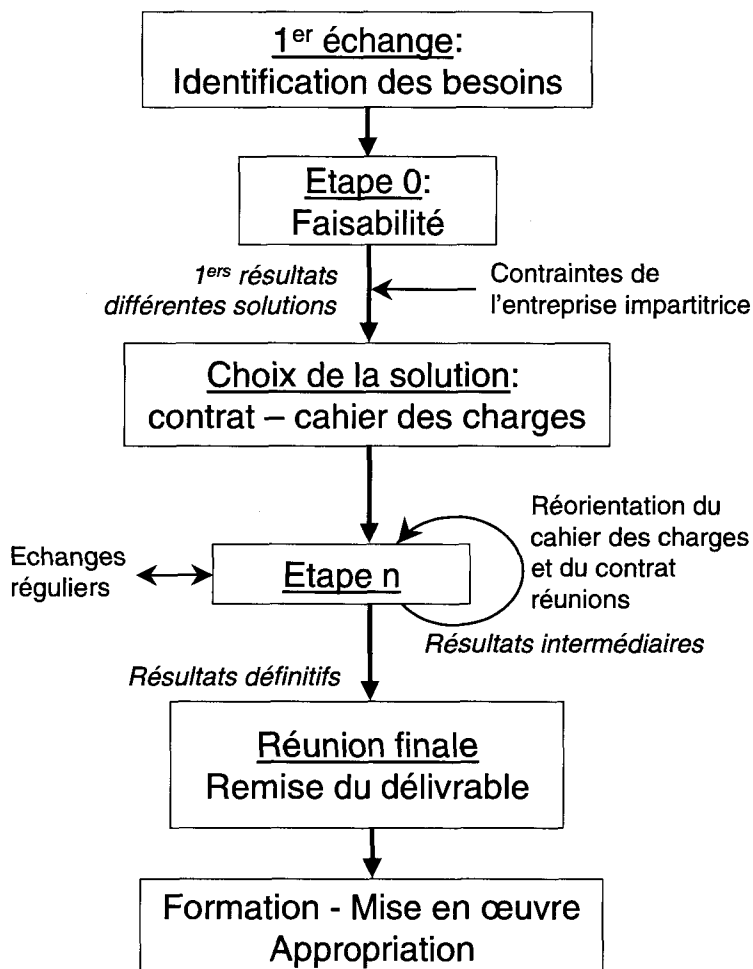 1er échange:
Identification des besoins
Etape 0:
Faisabilité
1ers résultats
différentes solutions
Contraintes de
l'entreprise impartitrice
Choix de la solution:
contrat – cahier des charges
Echanges
réguliers
Etape n
Réorientation du
cahier des charges
et du contrat
réunions
Résultats intermédiaires
Résultats définitifs
Réunion finale
Remise du délivrable
Formation - Mise en œuvre
Appropriation